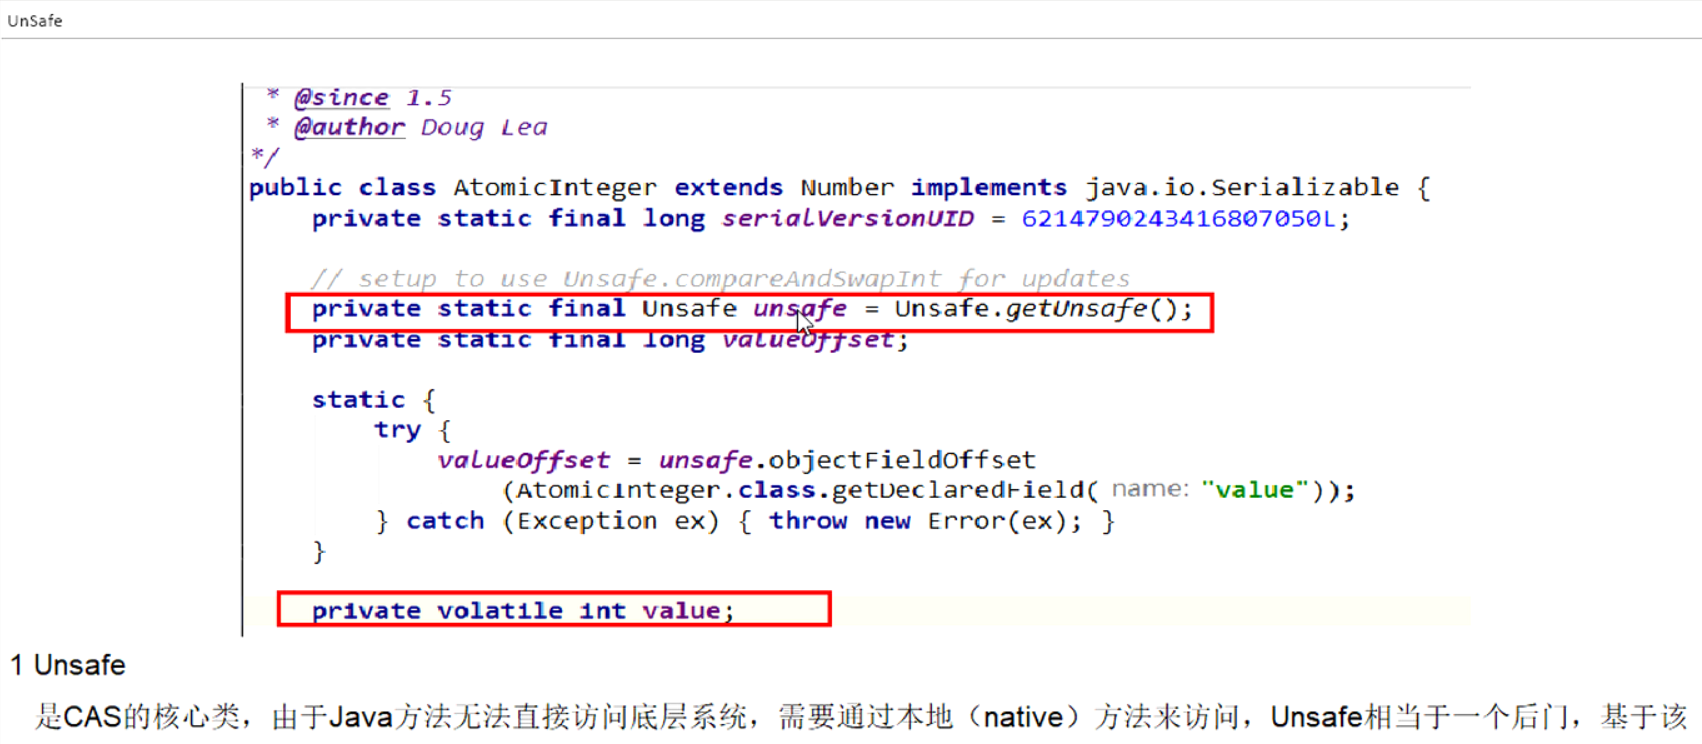 UnSafe
* @since 1.5
* @author Doug Lea
*/
public class AtomicInteger extends Number implements java.io.Serializable {
private static final long serialVersionUID = 6214790243416807050L;
// setup to use Unsafe.compareAndSwapInt for updates
private static final Unsafe unsafe = Unsafe.getUnsafe();
private static final long valueOffset;
static {
try {
valueOffset = unsafe.objectFieldOffset
(AtomicInteger.class.getDeclaredField( name: "value"));
} catch (Exception ex) { throw new Error(ex); }
}
private volatile int value;
1 Unsafe
是CAS的核心类，由于Java方法无法直接访问底层系统，需要通过本地（native）方法来访问，Unsafe相当于一个后门，基于该